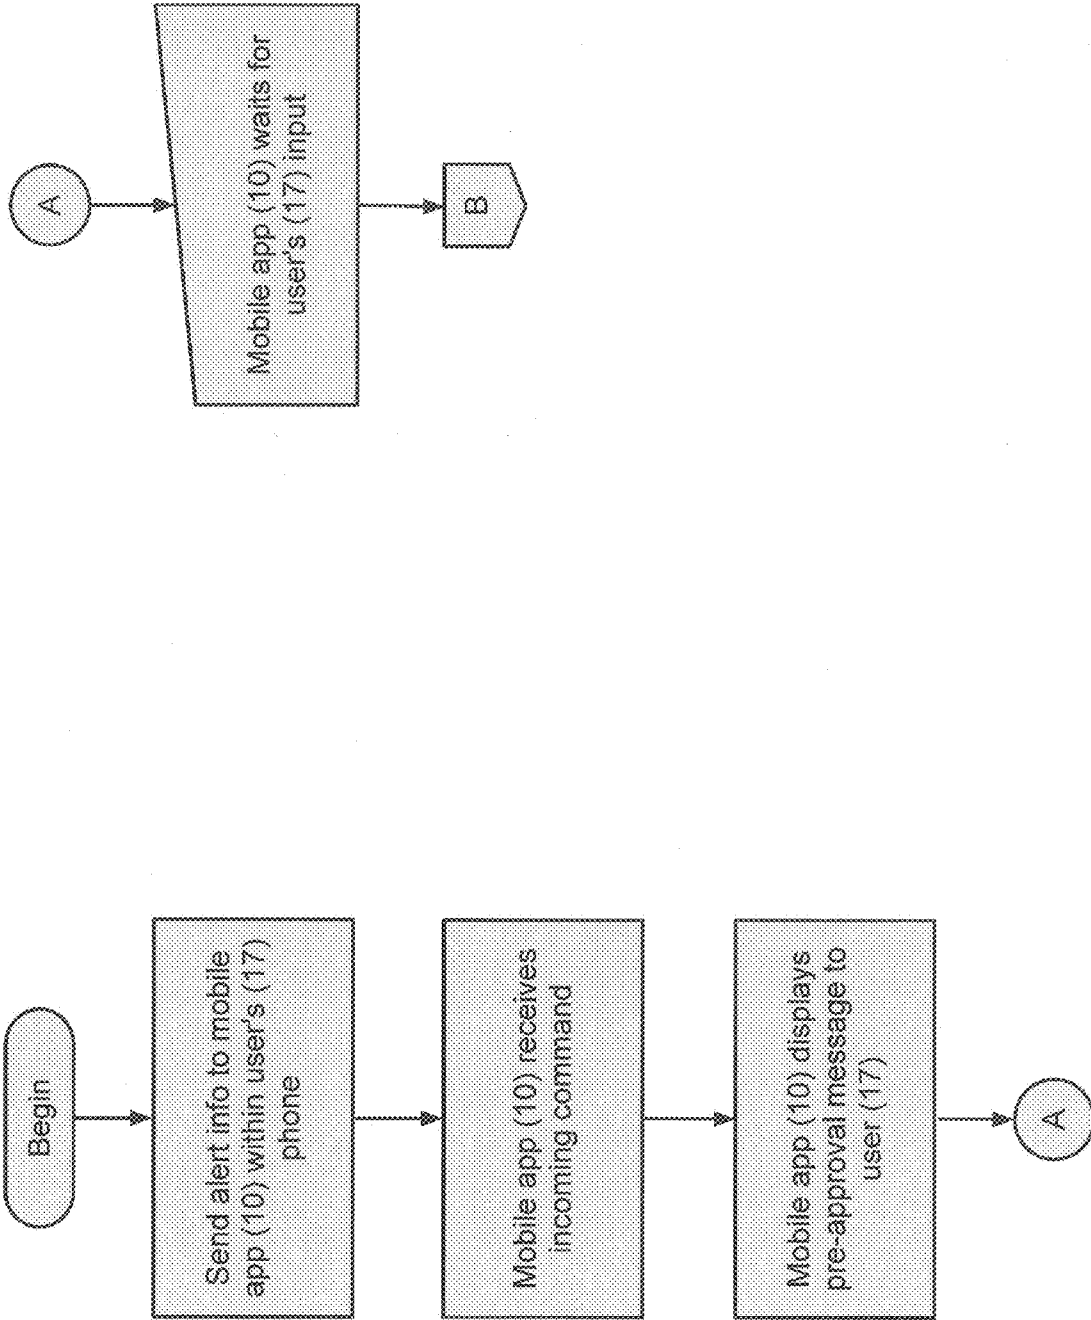 Begin
Send alert info to mobile
app (10) within user's (17)
phone
Mobile app (10) receives
incoming command
Mobile app (10) displays
pre-approval message to
user (17)
A
A
Mobile app (10) waits for
user's (17) input
B